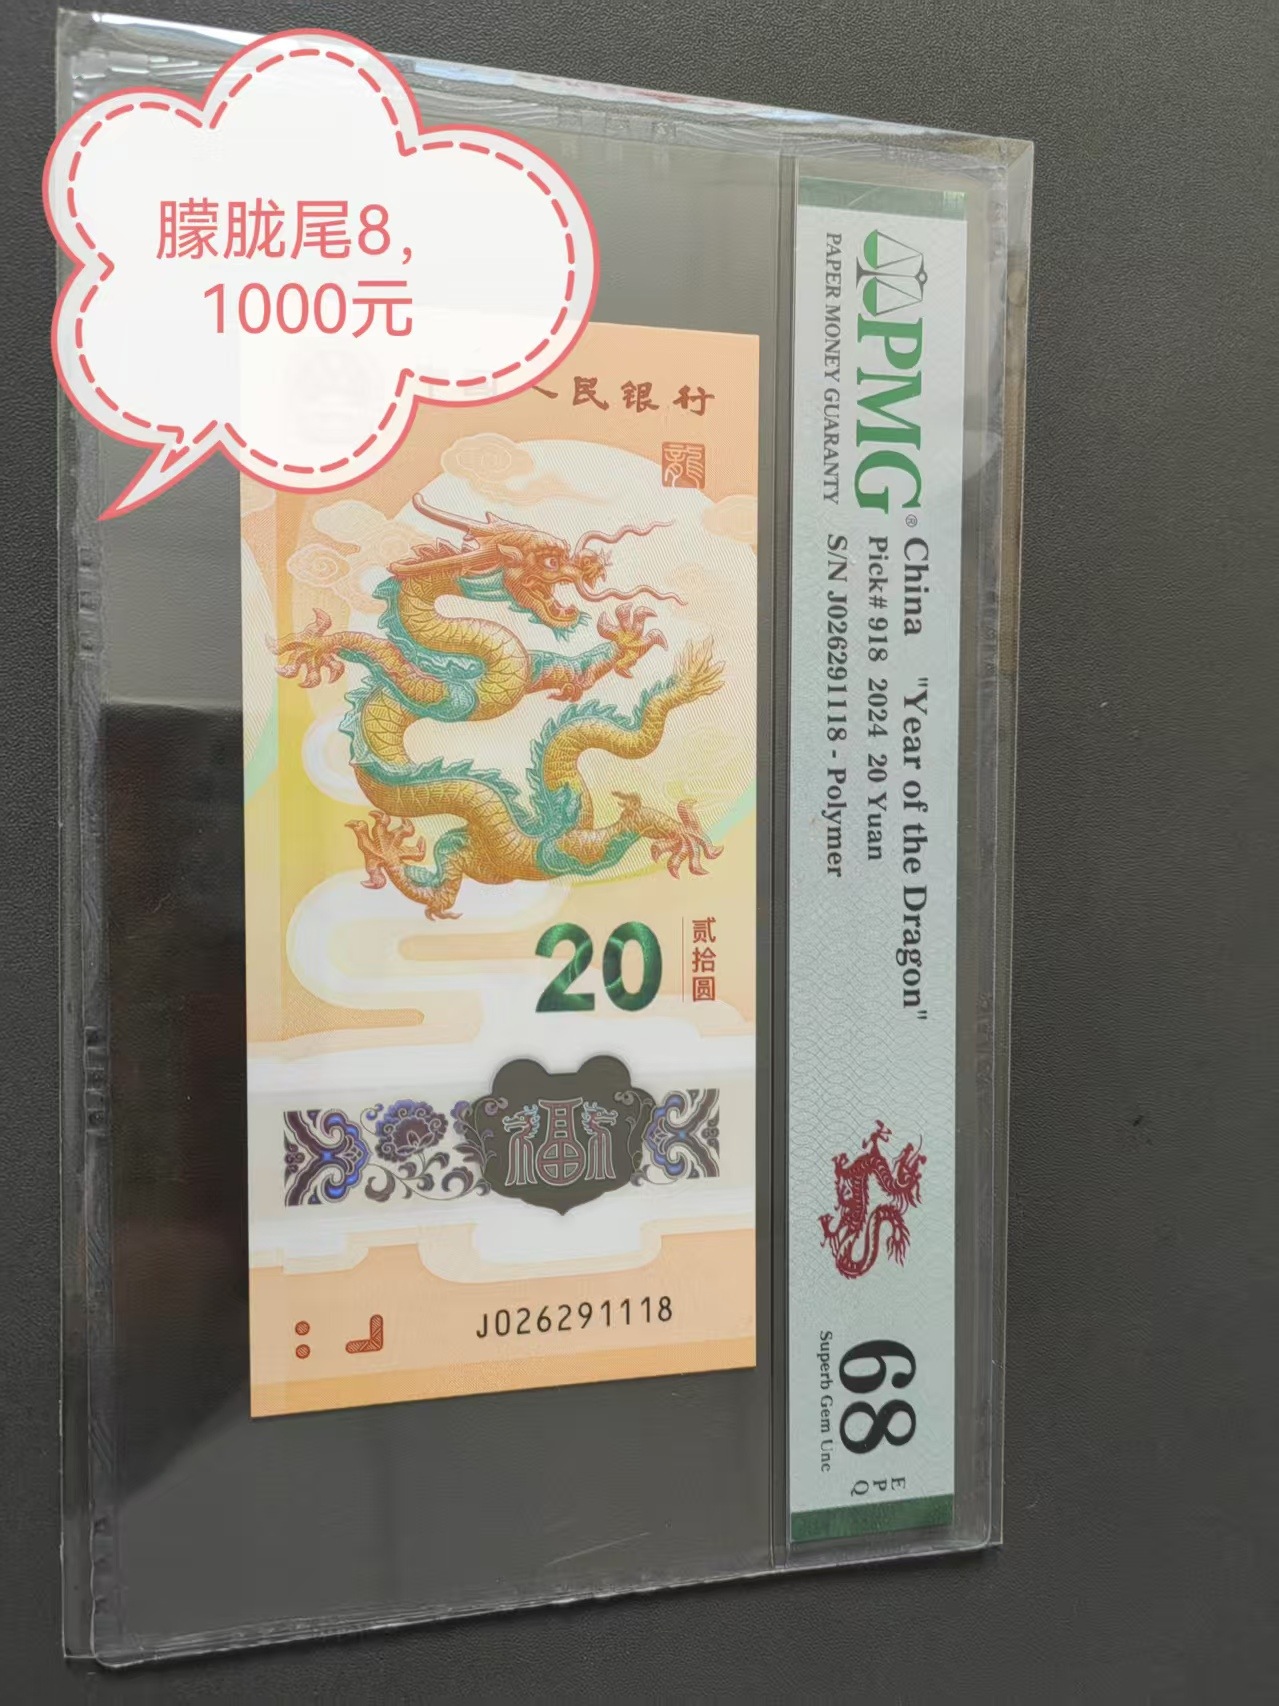 朦胧尾8，
1000元
人民银行
龍
20
贰拾圆
福
J026291118
PMG®
PAPER MONEY GUARANTY
China "Year of the Dragon"
Pick# 918 2024 20 Yuan
S/N J026291118 - Polymer
68
EPQ
Superb Gem Unc